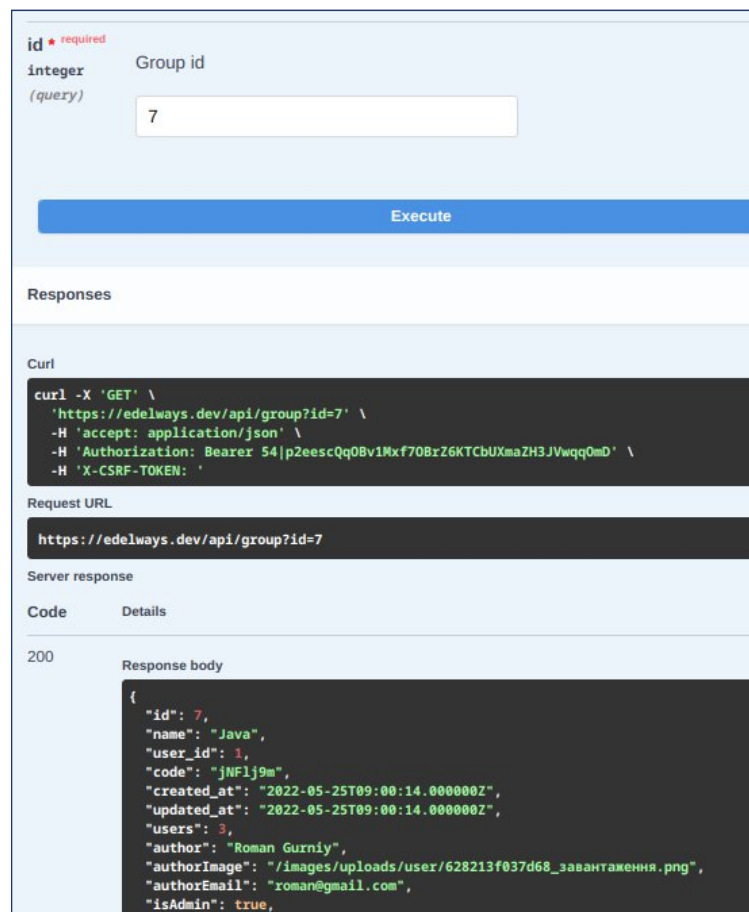 id * required
integer
(query)
Group id
7
Execute
Responses
Curl
curl -X 'GET' \
'https://edelways.dev/api/group?id=7' \
-H 'accept: application/json' \
-H 'Authorization: Bearer 54|p2eescQqOBv1Mxf7OBrZ6KTCbUXmaZH3JVwqqOmD' \
-H 'X-CSRF-TOKEN: '
Request URL
https://edelways.dev/api/group?id=7
Server response
Code Details
200
Response body
{
"id": 7,
"name": "Java",
"user_id": 1,
"code": "jNFlj9m",
"created_at": "2022-05-25T09:00:14.000000Z",
"updated_at": "2022-05-25T09:00:14.000000Z",
"users": 3,
"author": "Roman Gurniy",
"authorImage": "/images/uploads/user/628213f037d68_завантаження.png",
"authorEmail": "roman@gmail.com",
"isAdmin": true,